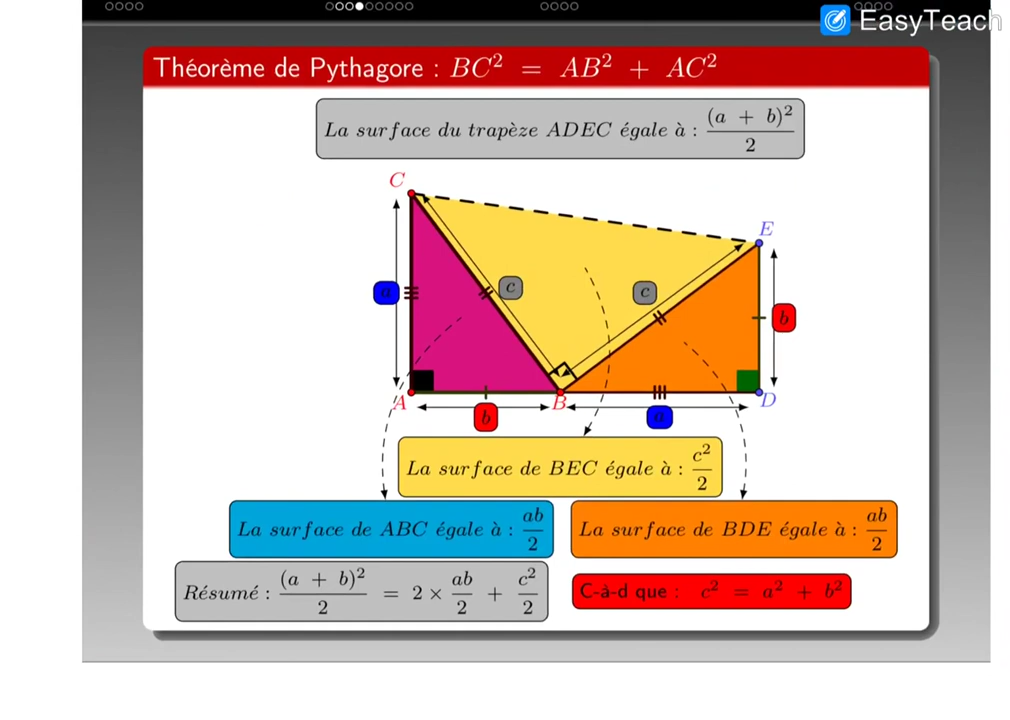 EasyTeach
Théorème de Pythagore : BC² = AB² + AC²
La surface du trapèze ADEC égale à : (a + b)²/2
C
E
a
c
c
b
A
B
D
b
a
La surface de BEC égale à : c²/2
La surface de ABC égale à : ab/2
La surface de BDE égale à : ab/2
Résumé : (a + b)²/2 = 2 × ab/2 + c²/2
C-à-d que : c² = a² + b²